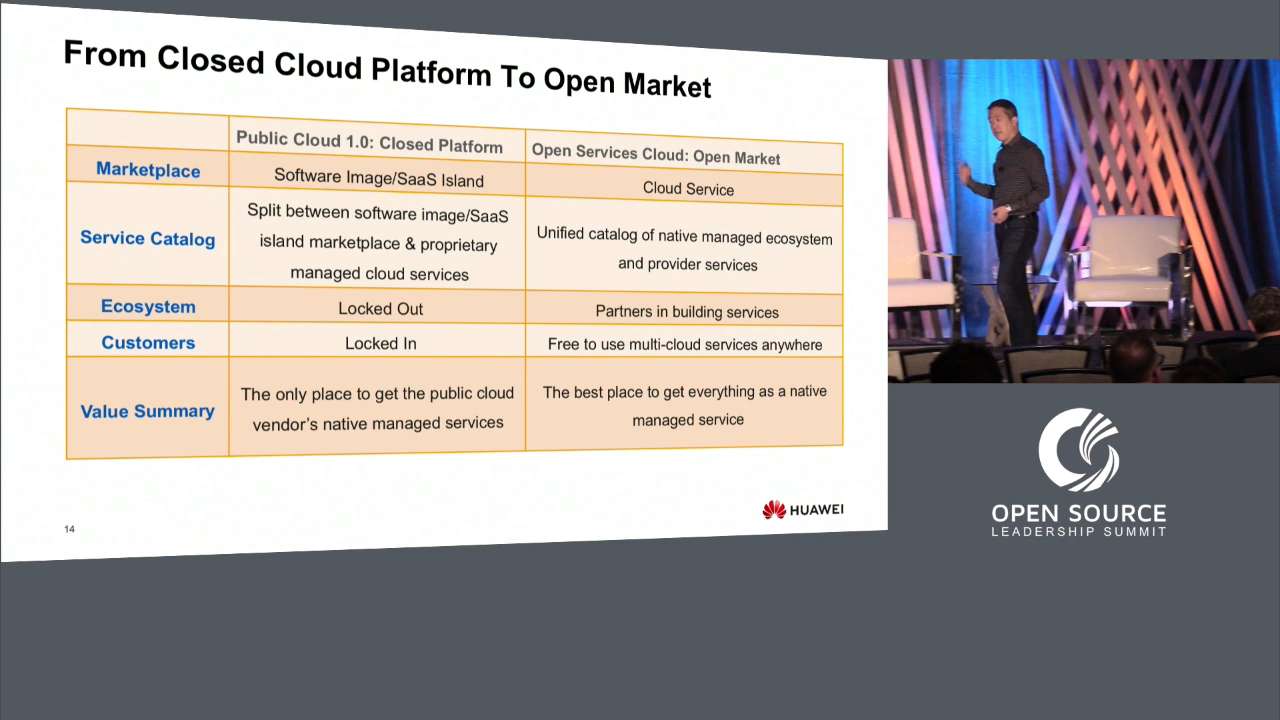 From Closed Cloud Platform To Open Market
Public Cloud 1.0: Closed Platform
Open Services Cloud: Open Market
Marketplace
Software Image/SaaS Island
Cloud Service
Service Catalog
Split between software image/SaaS
island marketplace & proprietary
managed cloud services
Unified catalog of native managed ecosystem
and provider services
Ecosystem
Locked Out
Partners in building services
Customers
Locked In
Free to use multi-cloud services anywhere
Value Summary
The only place to get the public cloud
vendor’s native managed services
The best place to get everything as a native
managed service
HUAWEI
14
OPEN SOURCE
LEADERSHIP SUMMIT